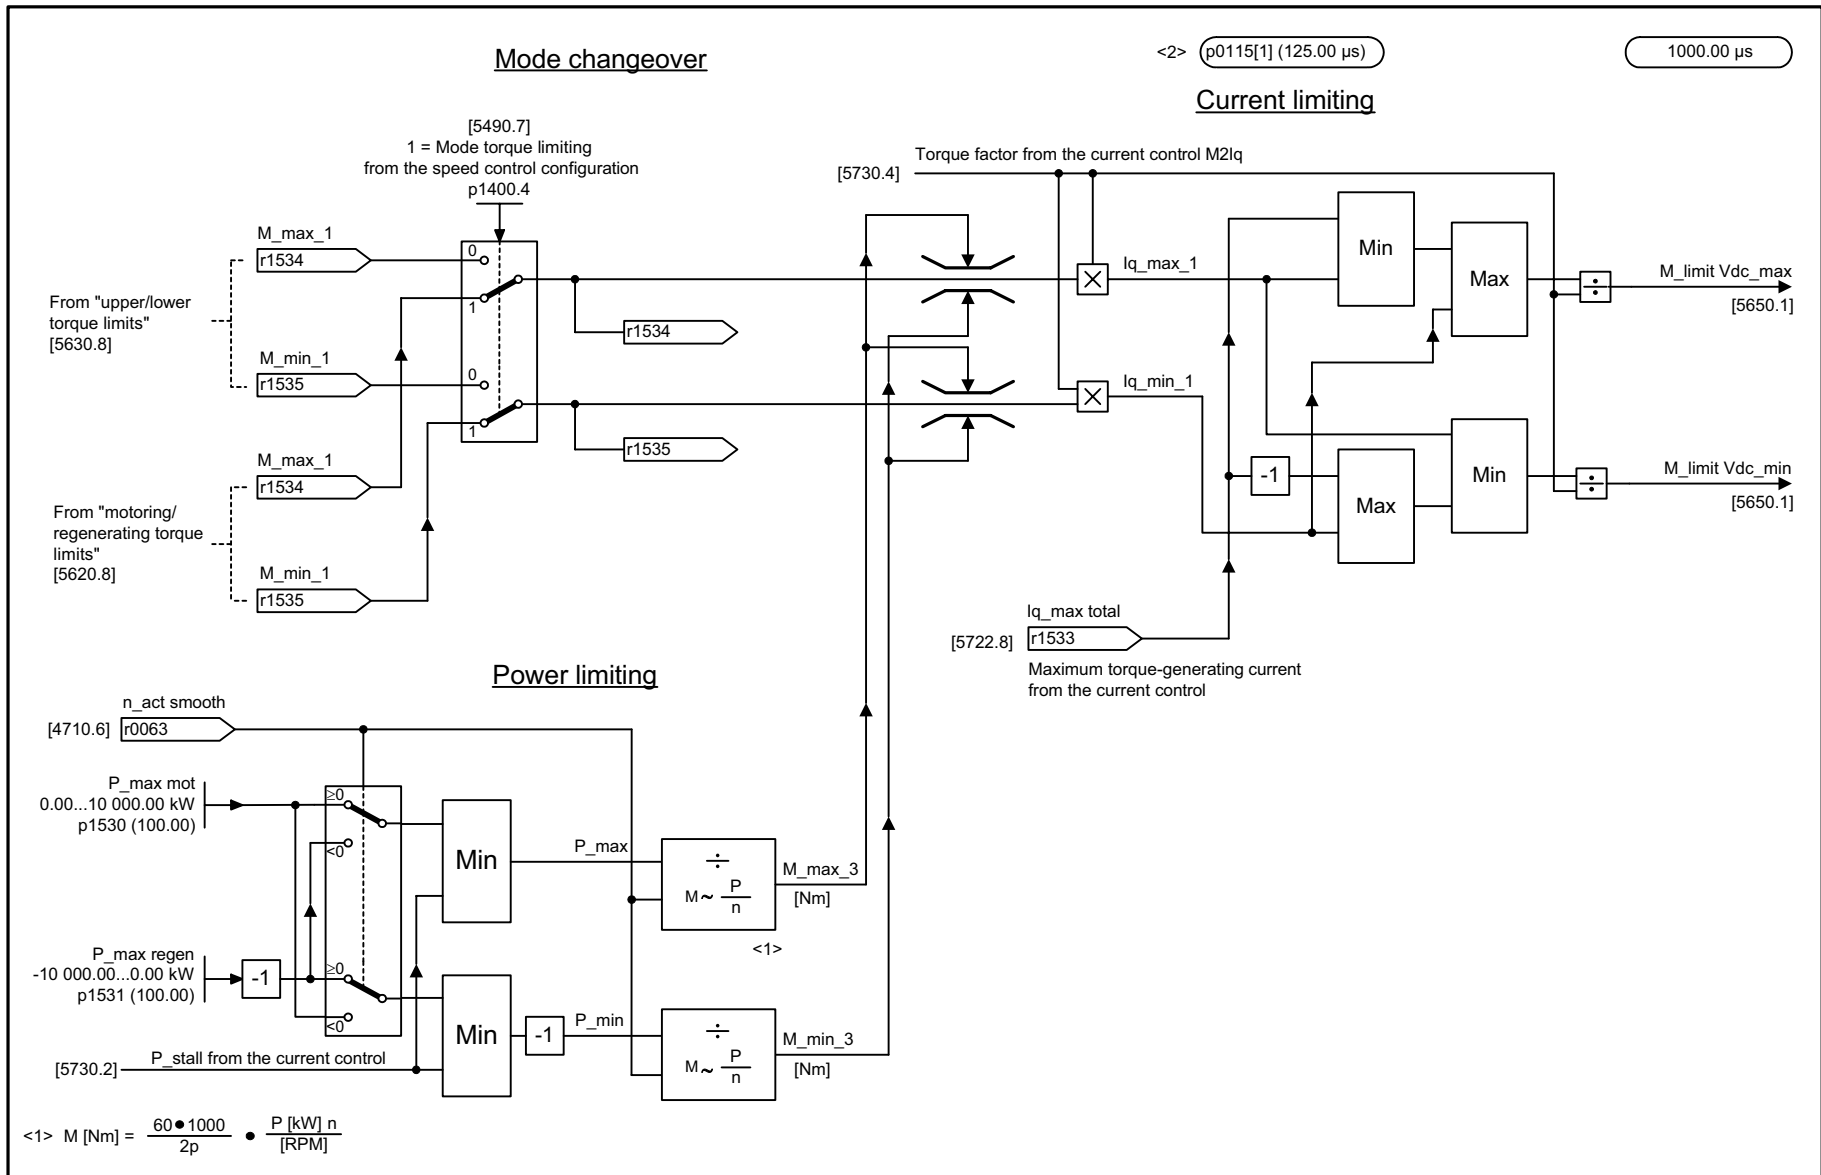 Mode changeover
<2> p0115[1] (125.00 µs)
1000.00 µs
Current limiting
[5490.7]
1 = Mode torque limiting
from the speed control configuration
p1400.4
Torque factor from the current control M2Iq
[5730.4]
M_max_1
r1534
0
1
From "upper/lower
torque limits"
[5630.8]
M_min_1
r1535
0
1
r1534
r1535
M_max_1
r1534
From "motoring/
regenerating torque
limits"
[5620.8]
M_min_1
r1535
Iq_max_1
Iq_min_1
×
×
Min
Max
÷
M_limit Vdc_max
[5650.1]
-1
Max
Min
÷
M_limit Vdc_min
[5650.1]
Iq_max total
[5722.8] r1533
Maximum torque-generating current
from the current control
Power limiting
n_act smooth
[4710.6] r0063
P_max mot
0.00...10 000.00 kW
p1530 (100.00)
≥0
<0
Min
P_max
÷
M ~ P
n
M_max_3
[Nm]
<1>
P_max regen
-10 000.00...0.00 kW
p1531 (100.00)
-1
≥0
<0
Min
-1
P_min
÷
M ~ P
n
M_min_3
[Nm]
P_stall from the current control
[5730.2]
<1> M [Nm] = 60•1000 • P [kW] n
2p [RPM]